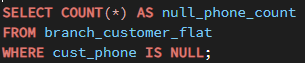 SELECT COUNT(*) AS null_phone_count
FROM branch_customer_flat
WHERE cust_phone IS NULL;